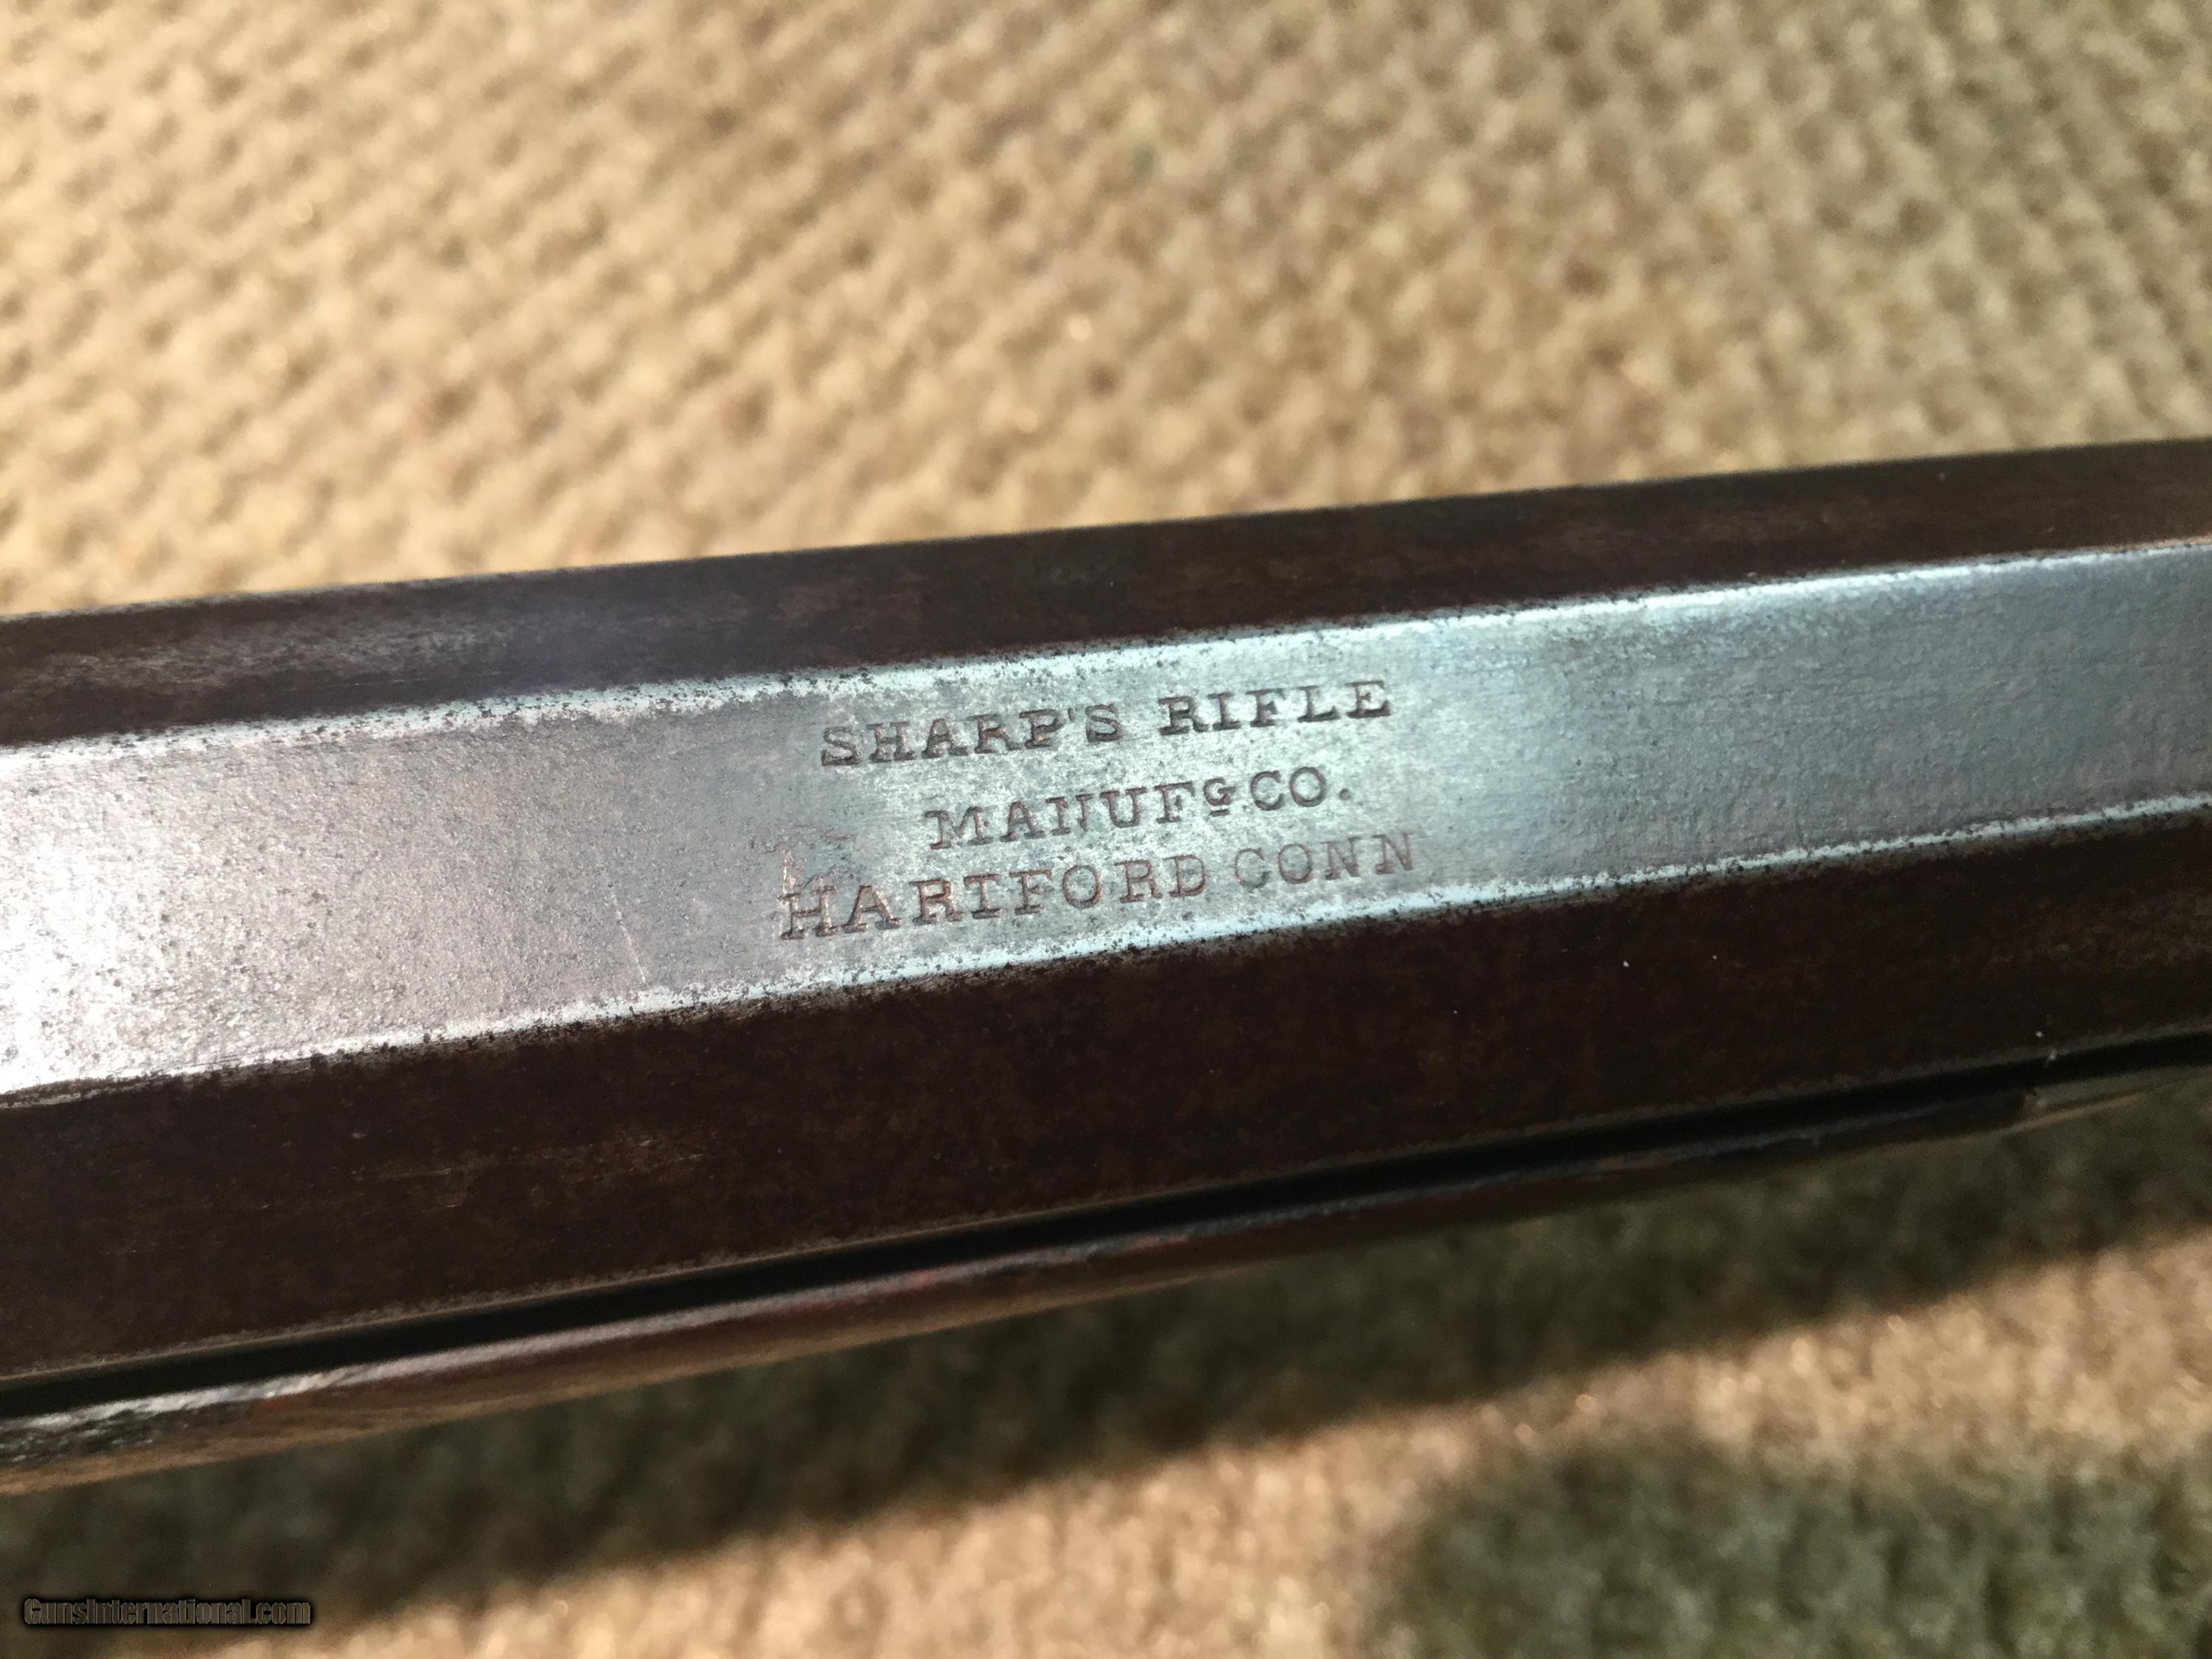 SHARP'S RIFLE
MANUFG CO.
HARTFORD CONN
GunsInternational.com